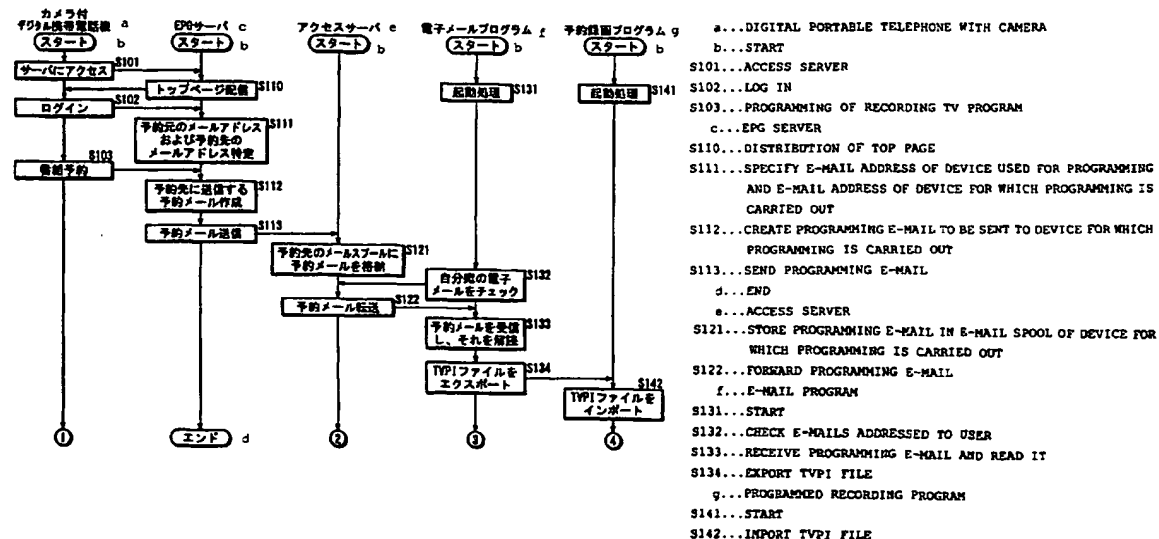 カメラ付
デジタル携帯電話機 a
スタート b
サーバにアクセス S101
ログイン S102
番組予約 S103
①
EPGサーバ c
スタート b
トップページ配信 S110
予約元のメールアドレス
および予約先の
メールアドレス特定 S111
予約先に送信する
予約メール作成 S112
予約メール送信 S113
エンド d
アクセスサーバ e
スタート b
予約先のメールスプールに
予約メールを格納 S121
予約メール転送 S122
②
電子メールプログラム f
スタート b
起動処理 S131
自分宛の電子
メールをチェック S132
予約メールを受信
し、それを解読 S133
TVPIファイルを
エクスポート S134
③
予約録画プログラム g
スタート b
起動処理 S141
TVPIファイルを
インポート S142
④
a...DIGITAL PORTABLE TELEPHONE WITH CAMERA
b...START
S101...ACCESS SERVER
S102...LOG IN
S103...PROGRAMMING OF RECORDING TV PROGRAM
c...EPG SERVER
S110...DISTRIBUTION OF TOP PAGE
S111...SPECIFY E-MAIL ADDRESS OF DEVICE USED FOR PROGRAMMING
AND E-MAIL ADDRESS OF DEVICE FOR WHICH PROGRAMMING IS
CARRIED OUT
S112...CREATE PROGRAMMING E-MAIL TO BE SENT TO DEVICE FOR WHICH
PROGRAMMING IS CARRIED OUT
S113...SEND PROGRAMMING E-MAIL
d...END
e...ACCESS SERVER
S121...STORE PROGRAMMING E-MAIL IN E-MAIL SPOOL OF DEVICE FOR
WHICH PROGRAMMING IS CARRIED OUT
S122...FORWARD PROGRAMMING E-MAIL
f...E-MAIL PROGRAM
S131...START
S132...CHECK E-MAILS ADDRESSED TO USER
S133...RECEIVE PROGRAMMING E-MAIL AND READ IT
S134...EXPORT TVPI FILE
g...PROGRAMMED RECORDING PROGRAM
S141...START
S142...IMPORT TVPI FILE